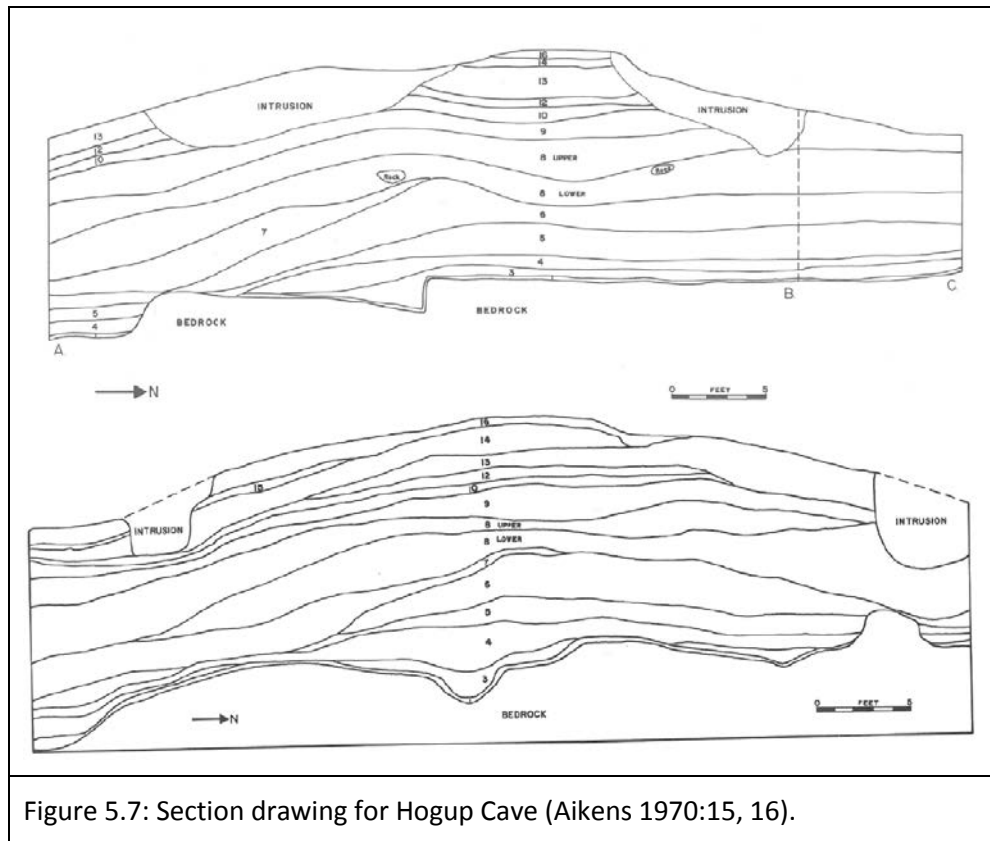 16
14
13
INTRUSION
12
INTRUSION
10
13
9
12
10
8 UPPER
Rock
Rock
8 LOWER
7
6
5
4
3
5
4
B.
C.
BEDROCK
BEDROCK
A.
N
0 FEET 5
16
14
15
13
12
10
9
INTRUSION
8 UPPER
INTRUSION
8 LOWER
7
6
5
4
3
0 FEET 5
N
BEDROCK
Figure 5.7: Section drawing for Hogup Cave (Aikens 1970:15, 16).